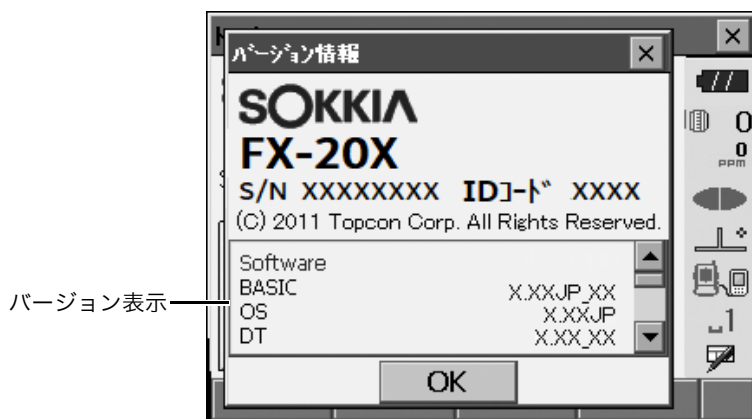 バージョン情報
SOKKIA
FX-20X
S/N XXXXXXXX IDコード XXXX
(C) 2011 Topcon Corp. All Rights Reserved.
Software
BASIC X.XXJP_XX
OS X.XXJP
DT X.XX_XX
OK
バージョン表示
0
0
PPM
1